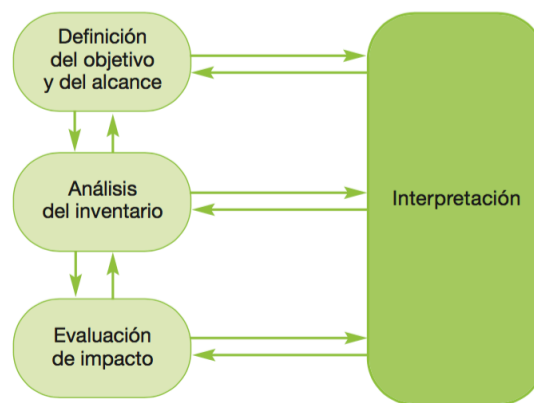 Definición
del objetivo
y del alcance
Análisis
del inventario
Interpretación
Evaluación
de impacto